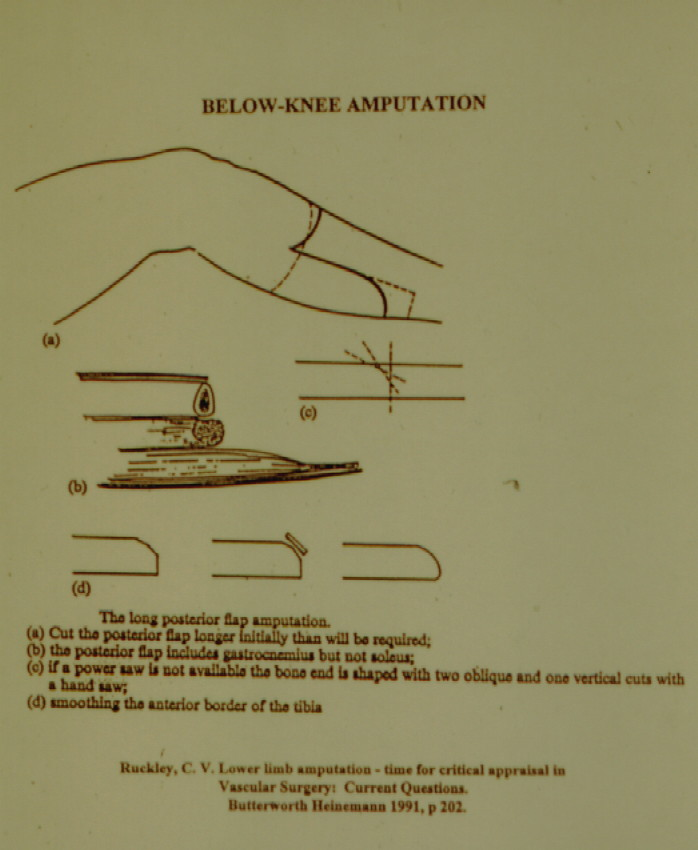 BELOW-KNEE AMPUTATION
(a)
(c)
(b)
(d)
The long posterior flap amputation.
(a) Cut the posterior flap longer initially than will be required;
(b) the posterior flap includes gastrocnemius but not soleus;
(c) if a power saw is not available the bone end is shaped with two oblique and one vertical cuts with
a hand saw;
(d) smoothing the anterior border of the tibia
Ruckley, C. V. Lower limb amputation - time for critical appraisal in
Vascular Surgery: Current Questions.
Butterworth Heinemann 1991, p 202.